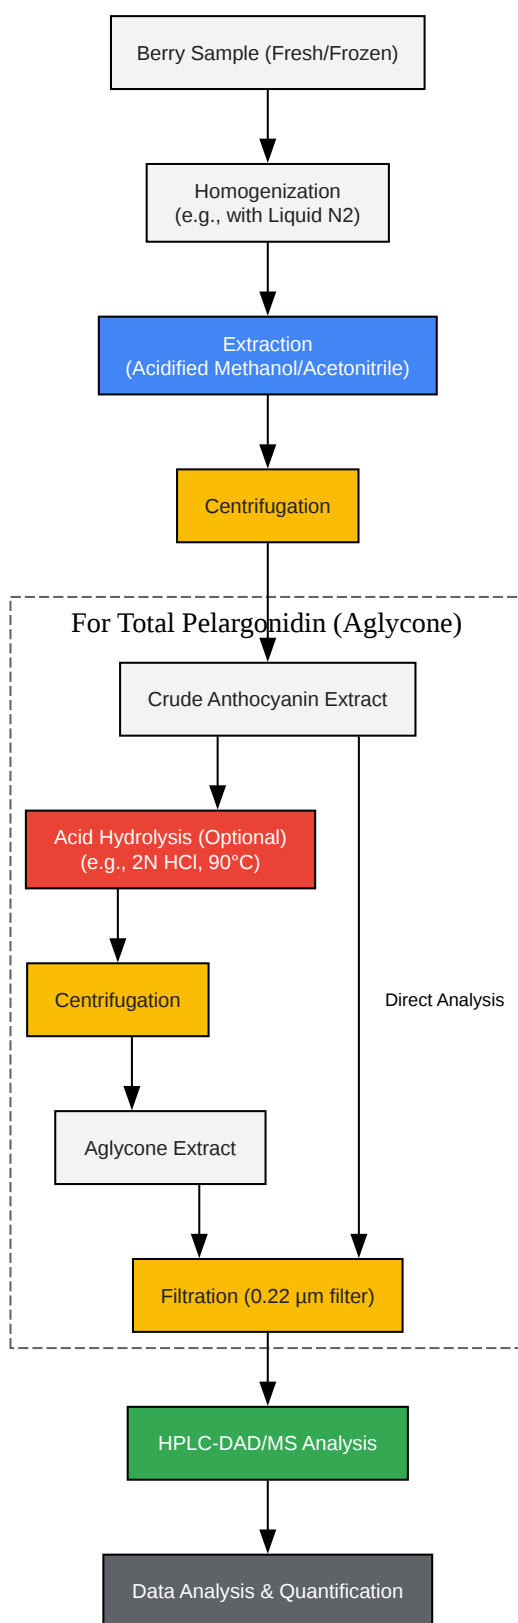 Berry Sample (Fresh/Frozen)
Homogenization
(e.g., with Liquid N2)
Extraction
(Acidified Methanol/Acetonitrile)
Centrifugation
For Total Pelargonidin (Aglycone)
Crude Anthocyanin Extract
Acid Hydrolysis (Optional)
(e.g., 2N HCl, 90°C)
Centrifugation
Direct Analysis
Aglycone Extract
Filtration (0.22 µm filter)
HPLC-DAD/MS Analysis
Data Analysis & Quantification